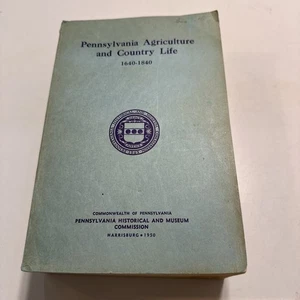 Pennsylvania Agriculture
and Country Life
1640-1840
COMMONWEALTH OF PENNSYLVANIA
PENNSYLVANIA HISTORICAL AND MUSEUM
COMMISSION
HARRISBURG • 1950